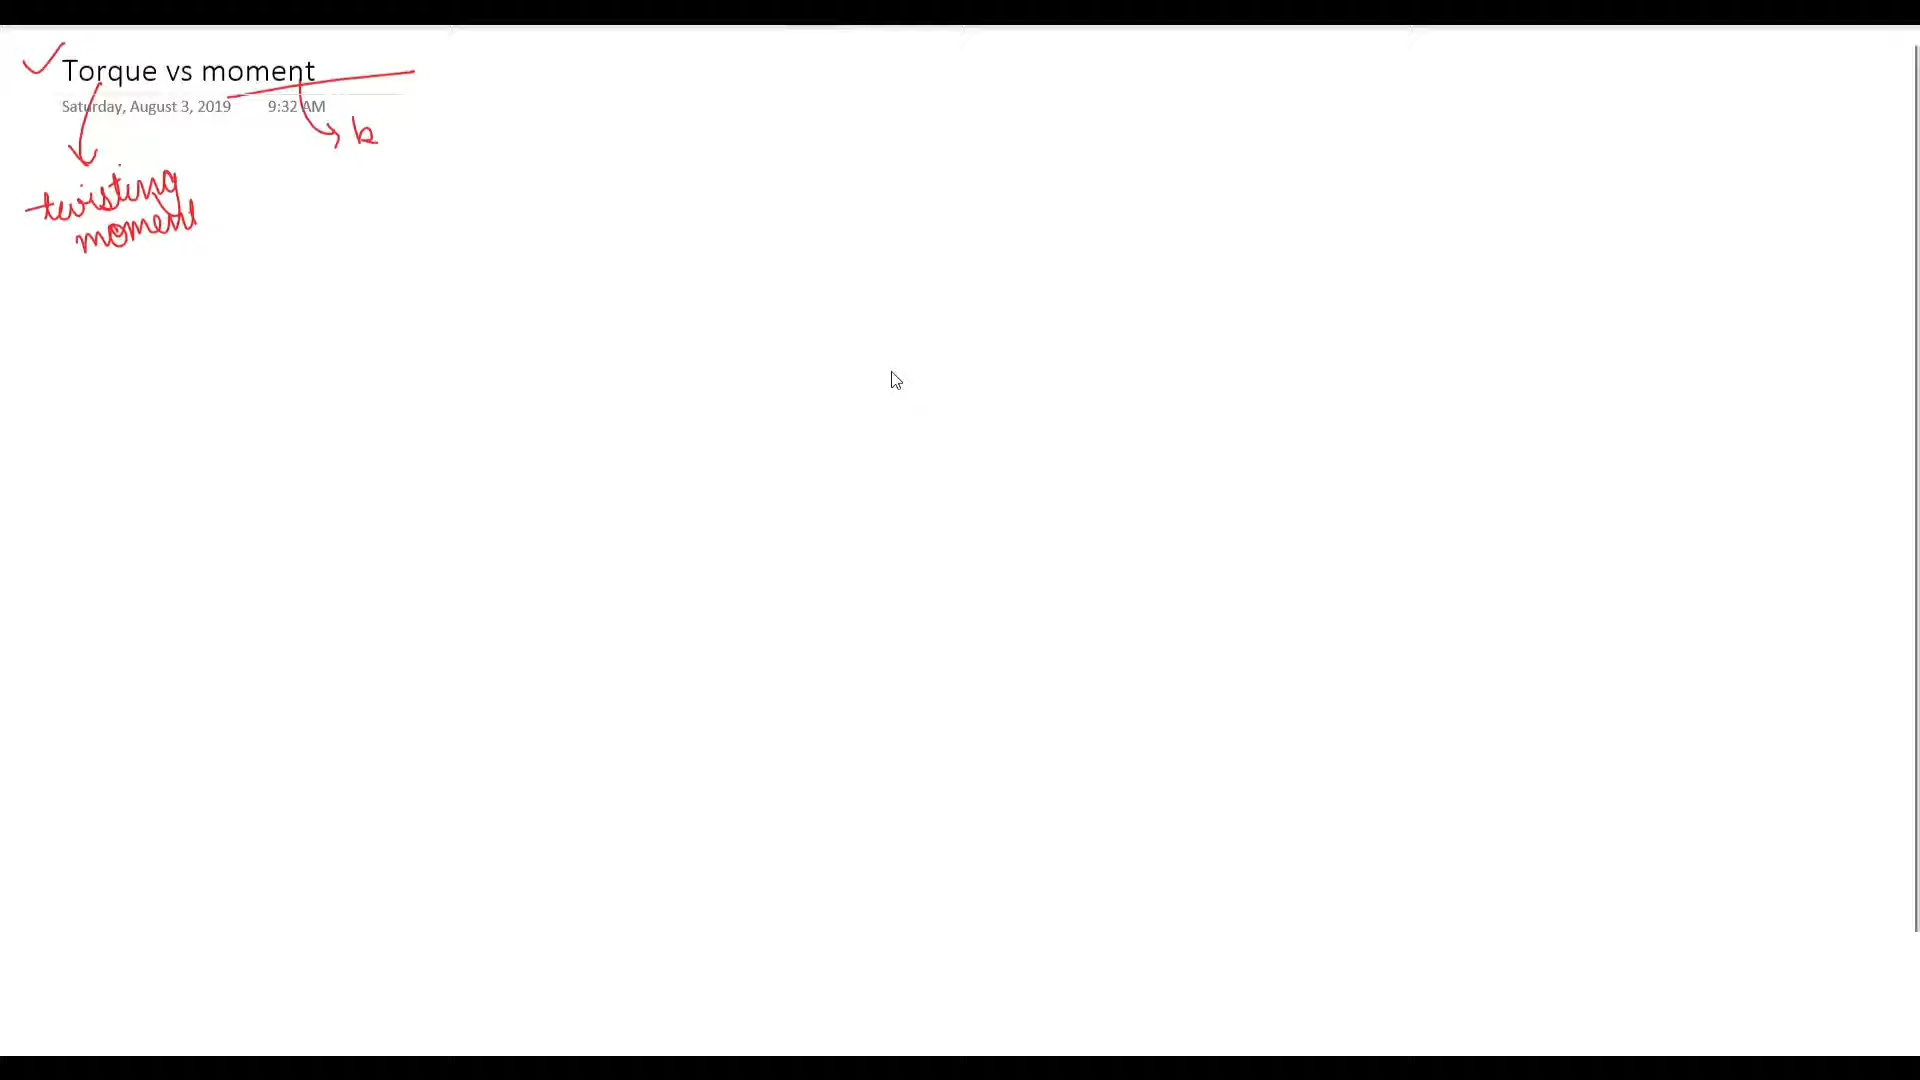 Torque vs moment
Saturday, August 3, 2019 9:32 AM
b
twisting
moment